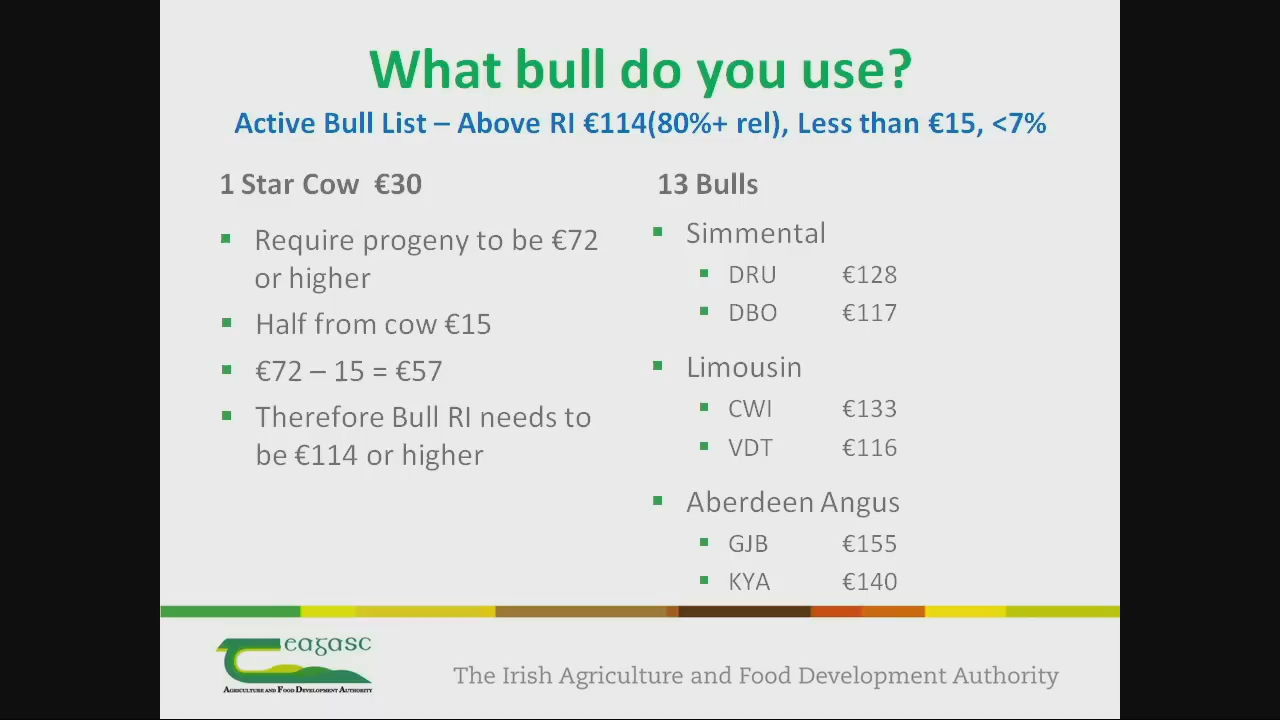 What bull do you use?
Active Bull List – Above RI €114(80%+ rel), Less than €15, <7%
1 Star Cow €30
Require progeny to be €72
or higher
Half from cow €15
€72 – 15 = €57
Therefore Bull RI needs to
be €114 or higher
13 Bulls
Simmental
DRU €128
DBO €117
Limousin
CWI €133
VDT €116
Aberdeen Angus
GJB €155
KYA €140
eagasc
AGRICULTURE AND FOOD DEVELOPMENT AUTHORITY
The Irish Agriculture and Food Development Authority